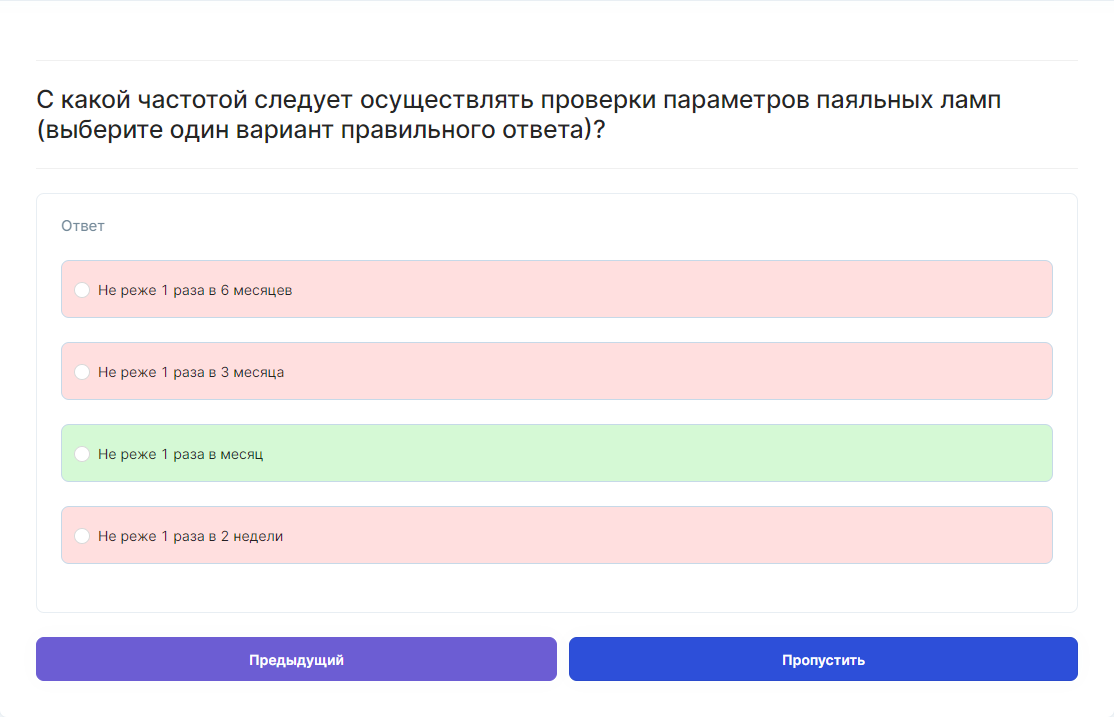 С какой частотой следует осуществлять проверки параметров паяльных ламп
(выберите один вариант правильного ответа)?
Ответ
Не реже 1 раза в 6 месяцев
Не реже 1 раза в 3 месяца
Не реже 1 раза в месяц
Не реже 1 раза в 2 недели
Предыдущий
Пропустить